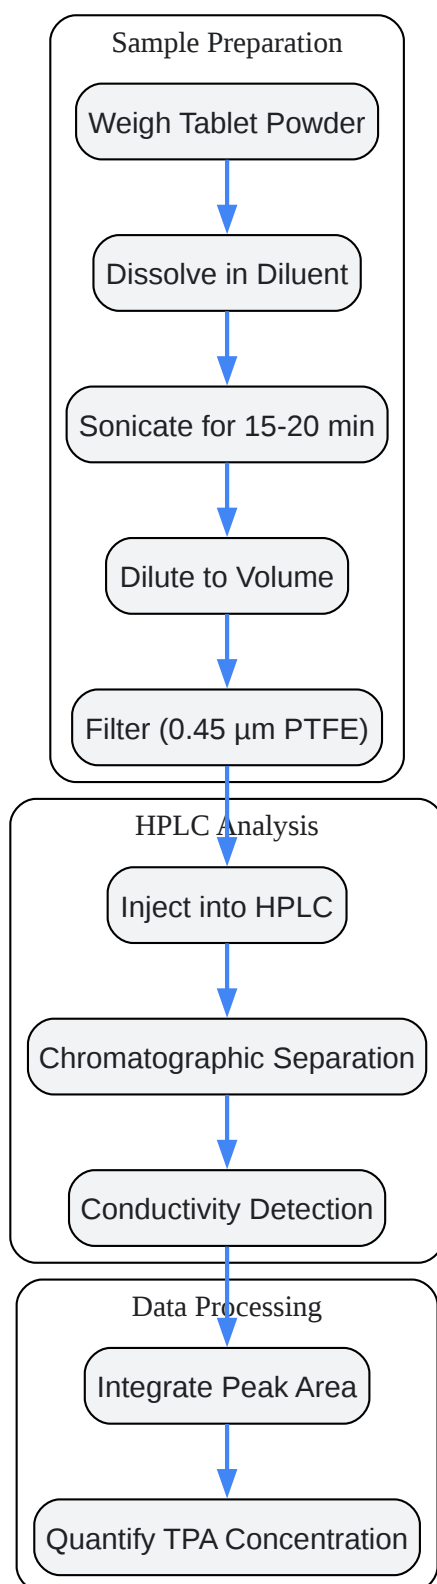 Sample Preparation
Weigh Tablet Powder
Dissolve in Diluent
Sonicate for 15-20 min
Dilute to Volume
Filter (0.45 µm PTFE)
HPLC Analysis
Inject into HPLC
Chromatographic Separation
Conductivity Detection
Data Processing
Integrate Peak Area
Quantify TPA Concentration